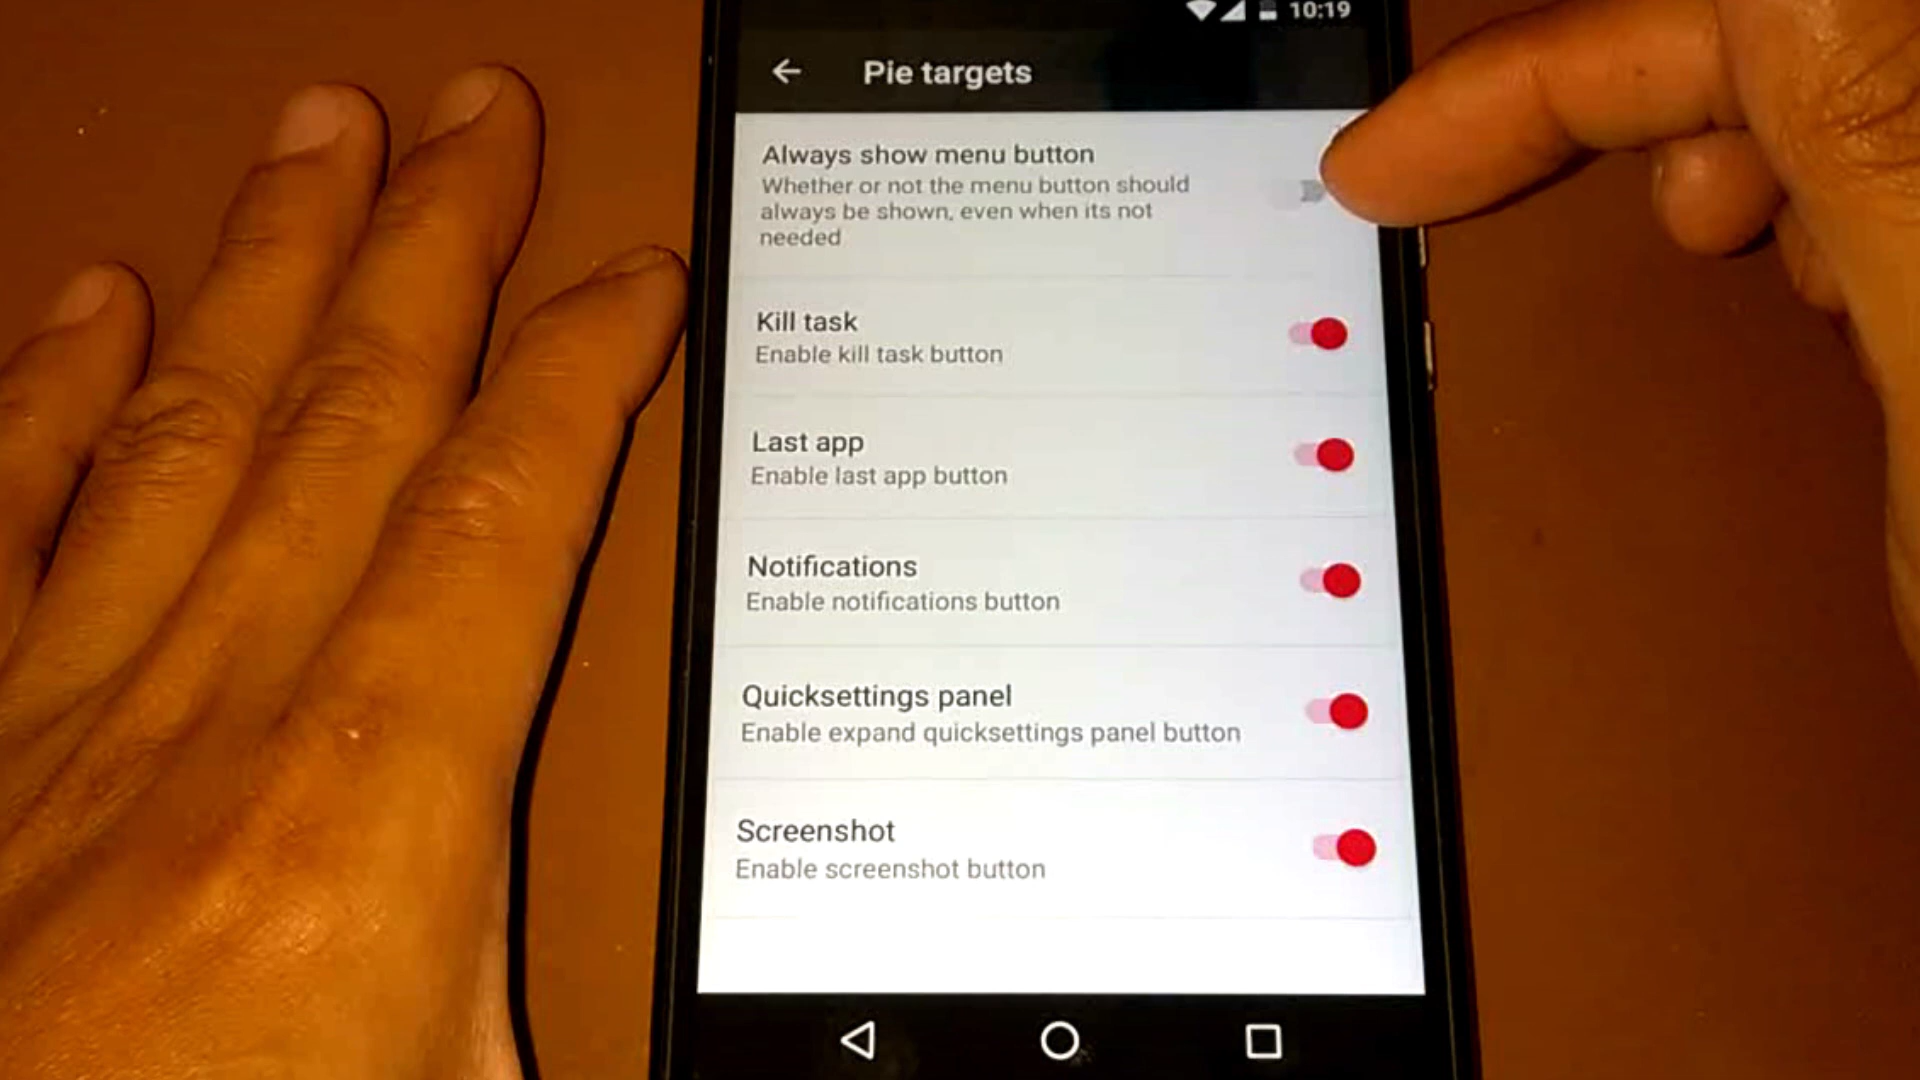 10:19
Pie targets
Always show menu button
Whether or not the menu button should
always be shown, even when its not
needed
Kill task
Enable kill task button
Last app
Enable last app button
Notifications
Enable notifications button
Quicksettings panel
Enable expand quicksettings panel button
Screenshot
Enable screenshot button